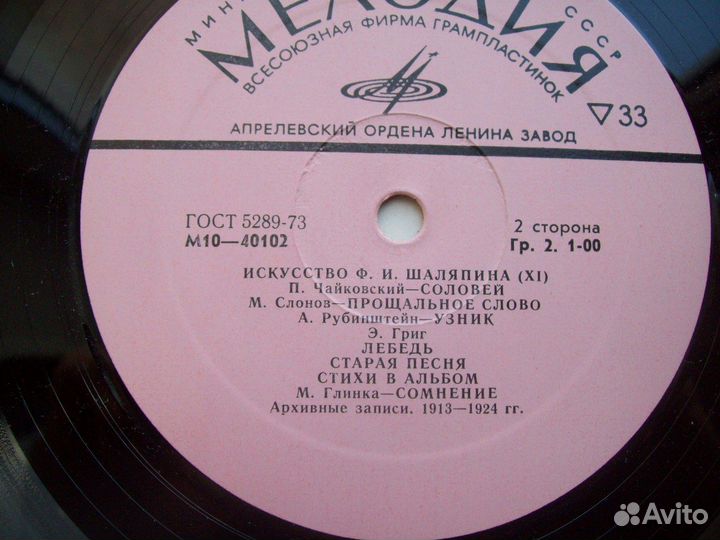 МИН СССР
МЕЛОДИЯ
ВСЕСОЮЗНАЯ ФИРМА ГРАМПЛАСТИНОК
33
АПРЕЛЕВСКИЙ ОРДЕНА ЛЕНИНА ЗАВОД
ГОСТ 5289-73
2 сторона
М10—40102
Гр. 2. 1-00
ИСКУССТВО Ф. И. ШАЛЯПИНА (XI)
П. Чайковский—СОЛОВЕЙ
М. Слонов—ПРОЩАЛЬНОЕ СЛОВО
А. Рубинштейн—УЗНИК
Э. Григ
ЛЕБЕДЬ
СТАРАЯ ПЕСНЯ
СТИХИ В АЛЬБОМ
М. Глинка—СОМНЕНИЕ
Архивные записи. 1913—1924 гг.
Avito